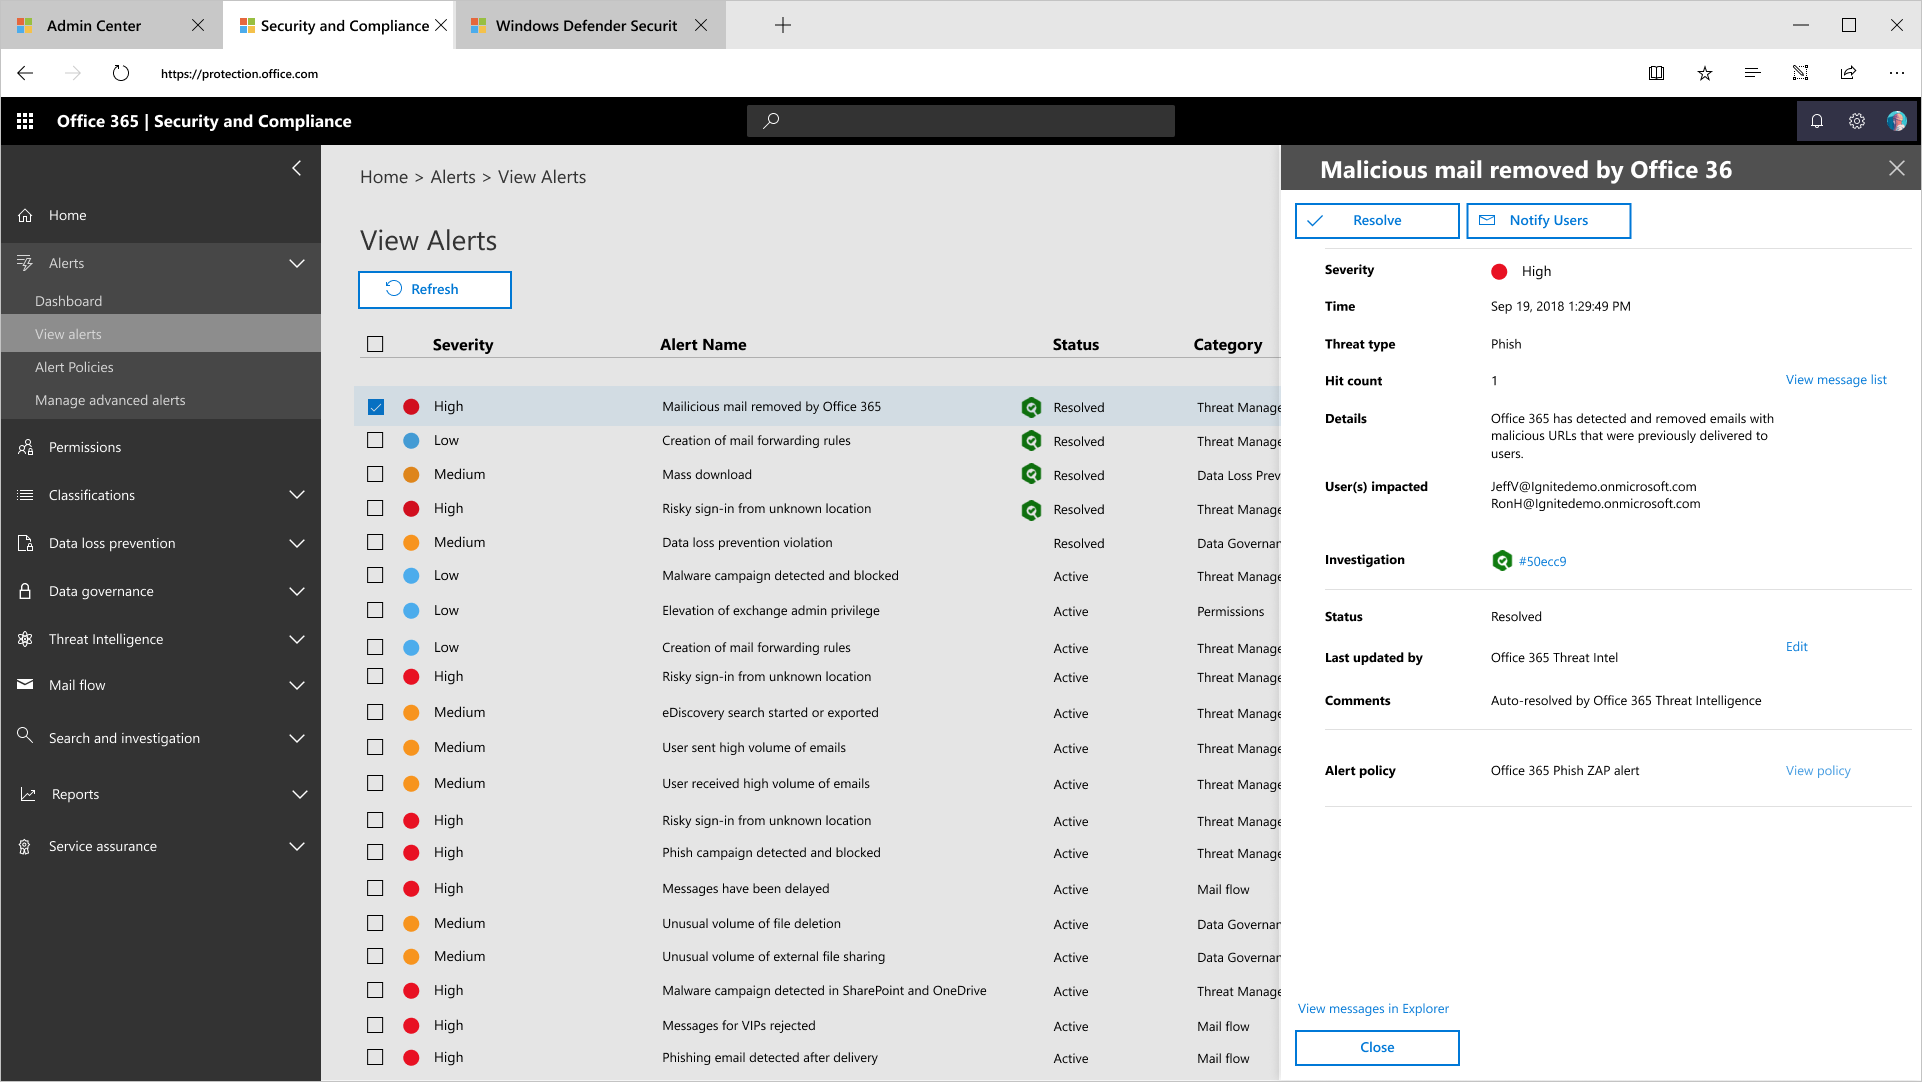 Admin Center
Security and Compliance
Windows Defender Securit
https://protection.office.com
Office 365 | Security and Compliance
Home
Alerts
Dashboard
View alerts
Alert Policies
Manage advanced alerts
Permissions
Classifications
Data loss prevention
Data governance
Threat Intelligence
Mail flow
Search and investigation
Reports
Service assurance
Home > Alerts > View Alerts
View Alerts
Refresh
Severity Alert Name Status Category
High Mailicious mail removed by Office 365 Resolved Threat Manage
Low Creation of mail forwarding rules Resolved Threat Manage
Medium Mass download Resolved Data Loss Prev
High Risky sign-in from unknown location Resolved Threat Manage
Medium Data loss prevention violation Resolved Data Governan
Low Malware campaign detected and blocked Active Threat Manage
Low Elevation of exchange admin privilege Active Permissions
Low Creation of mail forwarding rules Active Threat Manage
High Risky sign-in from unknown location Active Threat Manage
Medium eDiscovery search started or exported Active Threat Manage
Medium User sent high volume of emails Active Threat Manage
Medium User received high volume of emails Active Threat Manage
High Risky sign-in from unknown location Active Threat Manage
High Phish campaign detected and blocked Active Threat Manage
High Messages have been delayed Active Mail flow
Medium Unusual volume of file deletion Active Data Governan
Medium Unusual volume of external file sharing Active Data Governan
High Malware campaign detected in SharePoint and OneDrive Active Threat Manage
High Messages for VIPs rejected Active Mail flow
High Phishing email detected after delivery Active Mail flow
Malicious mail removed by Office 36
Resolve Notify Users
Severity High
Time Sep 19, 2018 1:29:49 PM
Threat type Phish
Hit count 1 View message list
Details Office 365 has detected and removed emails with
malicious URLs that were previously delivered to
users.
User(s) impacted JeffV@Ignitedemo.onmicrosoft.com
RonH@Ignitedemo.onmicrosoft.com
Investigation #50ecc9
Status Resolved
Edit
Last updated by Office 365 Threat Intel
Comments Auto-resolved by Office 365 Threat Intelligence
Alert policy Office 365 Phish ZAP alert View policy
View messages in Explorer
Close